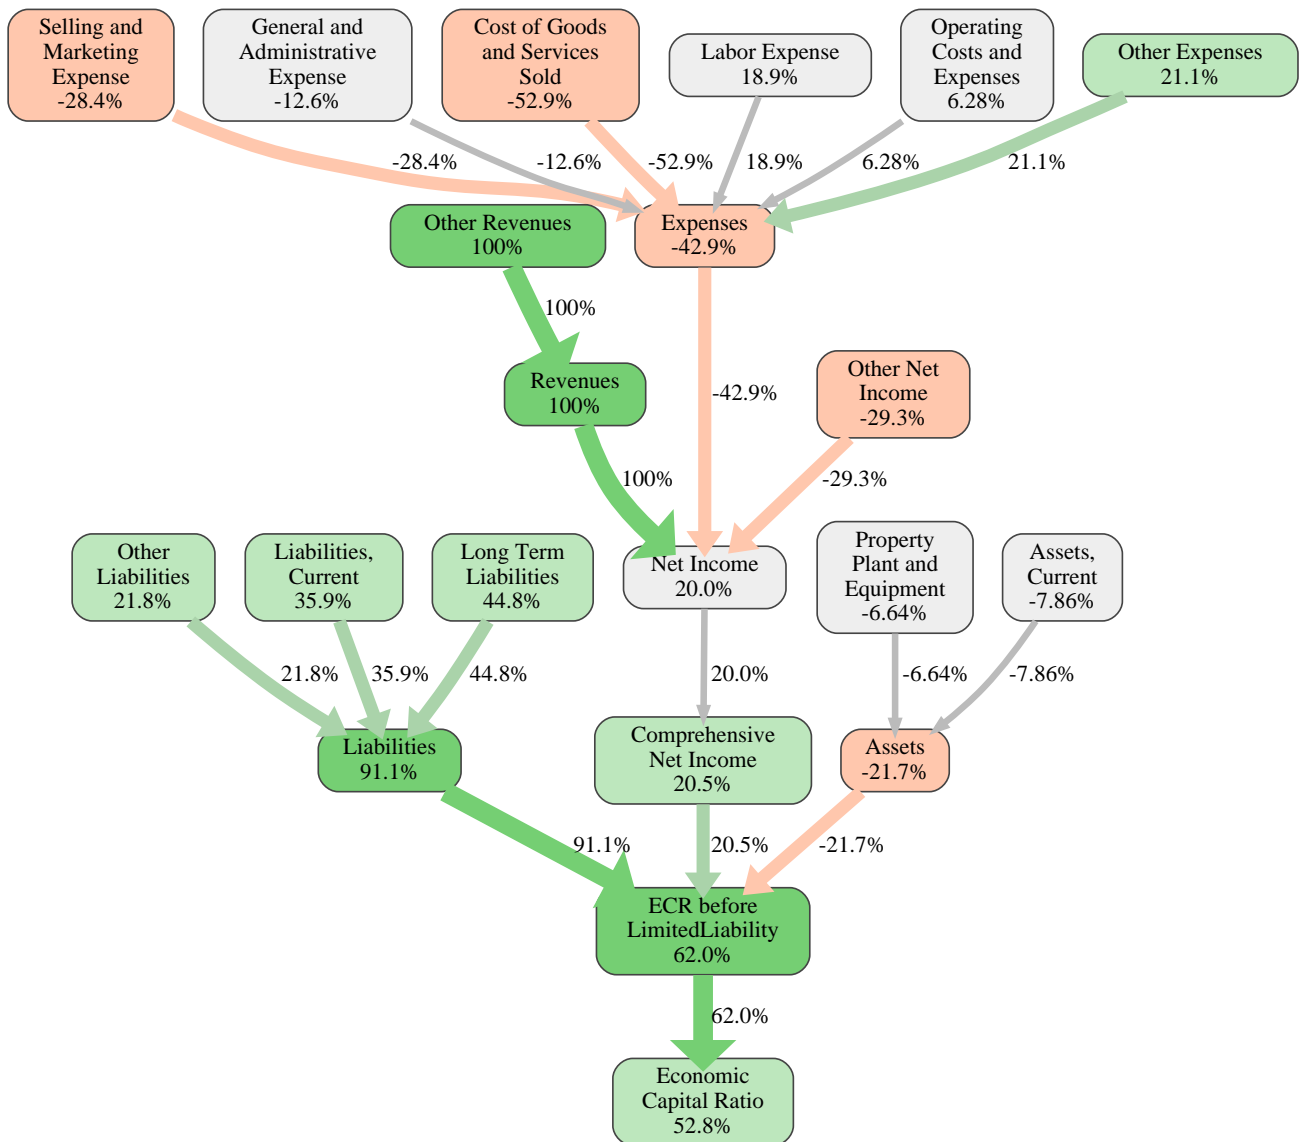 Selling and
Marketing
Expense
-28.4%
General and
Administrative
Expense
-12.6%
Cost of Goods
and Services
Sold
-52.9%
Labor Expense
18.9%
Operating
Costs and
Expenses
6.28%
Other Expenses
21.1%
-28.4%
-12.6%
-52.9%
18.9%
6.28%
21.1%
Other Revenues
100%
Expenses
-42.9%
100%
Revenues
100%
-42.9%
Other Net
Income
-29.3%
100%
-29.3%
Other
Liabilities
21.8%
Liabilities,
Current
35.9%
Long Term
Liabilities
44.8%
Net Income
20.0%
Property
Plant and
Equipment
-6.64%
Assets,
Current
-7.86%
21.8%
35.9%
44.8%
20.0%
-6.64%
-7.86%
Liabilities
91.1%
Comprehensive
Net Income
20.5%
Assets
-21.7%
91.1%
20.5%
-21.7%
ECR before
LimitedLiability
62.0%
62.0%
Economic
Capital Ratio
52.8%